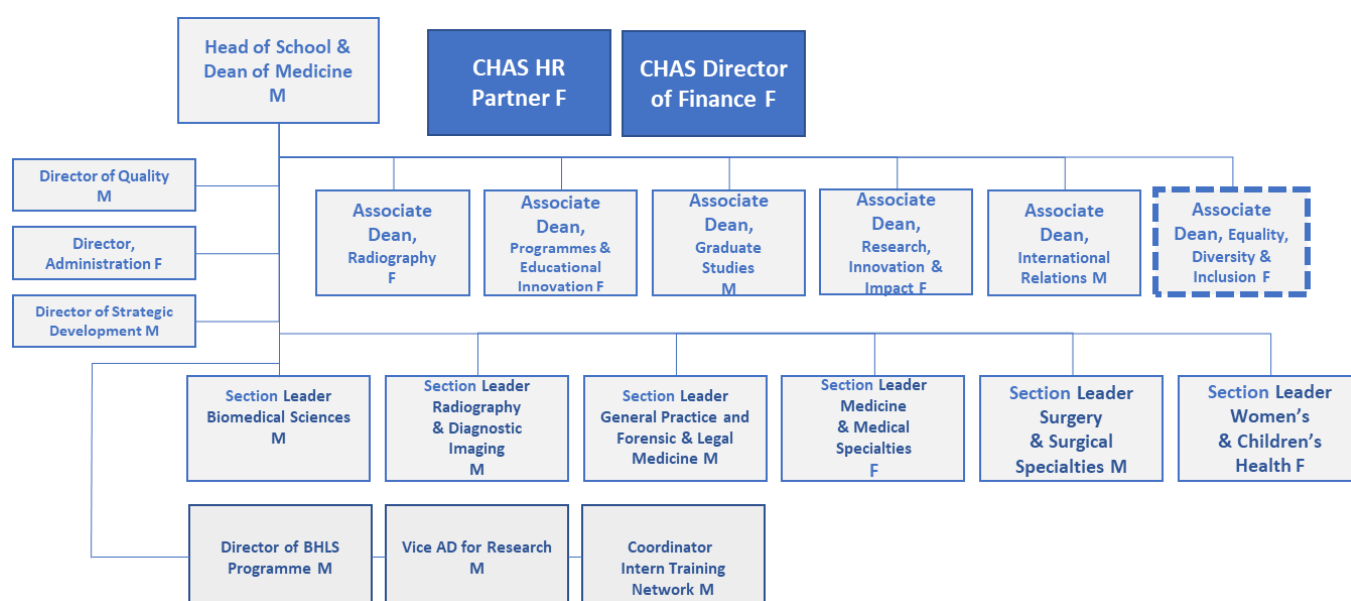 Head of School &
Dean of Medicine
M
CHAS HR
Partner F
CHAS Director
of Finance F
Director of Quality
M
Director,
Administration F
Director of Strategic
Development M
Associate
Dean,
Radiography
F
Associate
Dean,
Programmes &
Educational
Innovation F
Associate
Dean,
Graduate
Studies
M
Associate
Dean,
Research,
Innovation &
Impact F
Associate
Dean,
International
Relations M
Associate
Dean, Equality,
Diversity &
Inclusion F
Section Leader
Biomedical Sciences
M
Section Leader
Radiography
& Diagnostic
Imaging
M
Section Leader
General Practice and
Forensic & Legal
Medicine M
Section Leader
Medicine
& Medical
Specialties
F
Section Leader
Surgery
& Surgical
Specialties M
Section Leader
Women's
& Children's
Health F
Director of BHLS
Programme M
Vice AD for Research
M
Coordinator
Intern Training
Network M